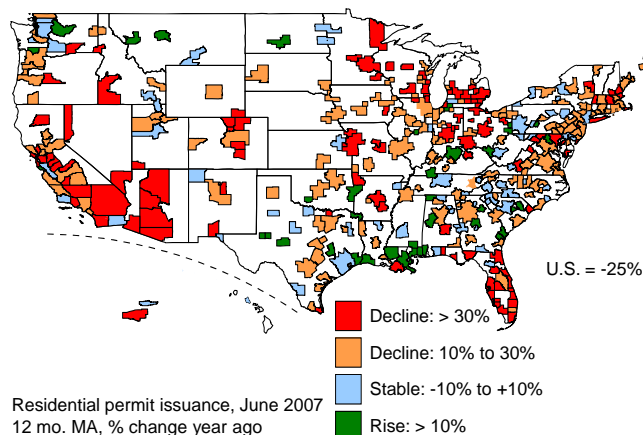 U.S. = -25%
Decline: > 30%
Decline: 10% to 30%
Stable: -10% to +10%
Rise: > 10%
Residential permit issuance, June 2007
12 mo. MA, % change year ago